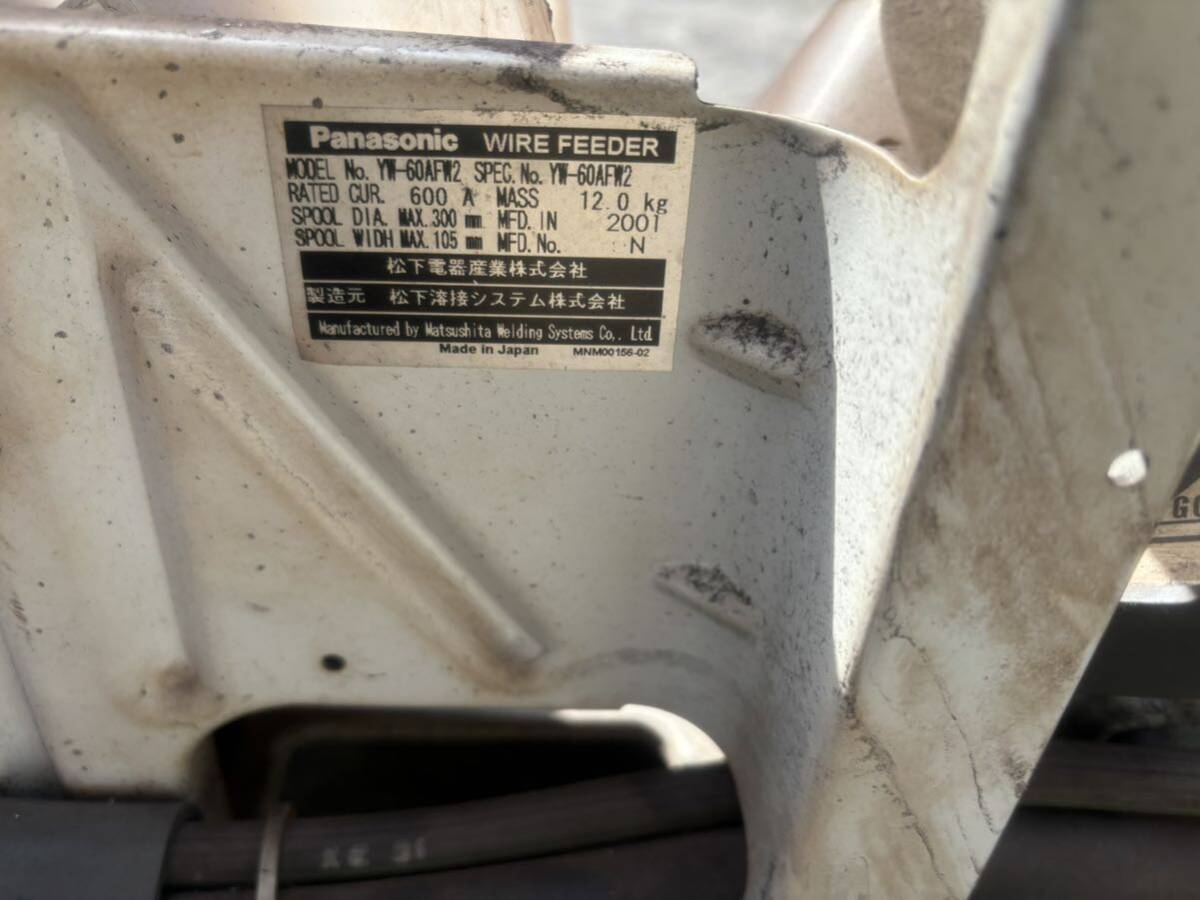 Panasonic WIRE FEEDER
MODEL No. YW-60AFW2 SPEC. No. YW-60AFW2
RATED CUR. 600 A MASS 12.0 kg
SPOOL DIA. MAX. 300 mm MFD. IN 2001
SPOOL WIDH MAX. 105 mm MFD. No. N
松下電器産業株式会社
製造元 松下溶接システム株式会社
Manufactured by Matsushita Welding Systems Co,. Ltd.
Made in Japan MNM00156-02